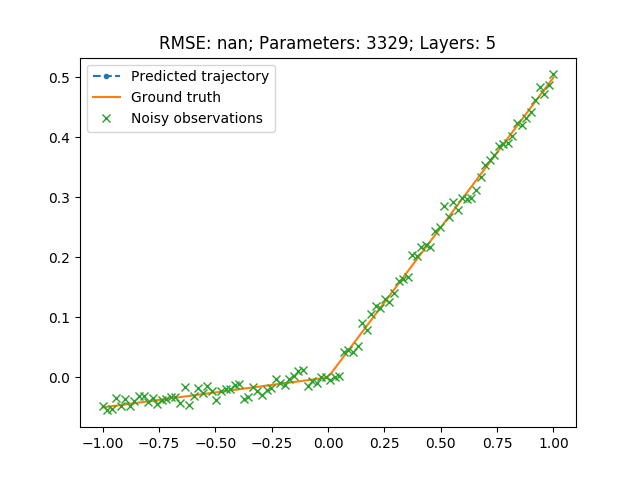 RMSE: nan; Parameters: 3329; Layers: 5
Predicted trajectory
Ground truth
Noisy observations
0.5
0.4
0.3
0.2
0.1
0.0
−1.00 −0.75 −0.50 −0.25 0.00 0.25 0.50 0.75 1.00